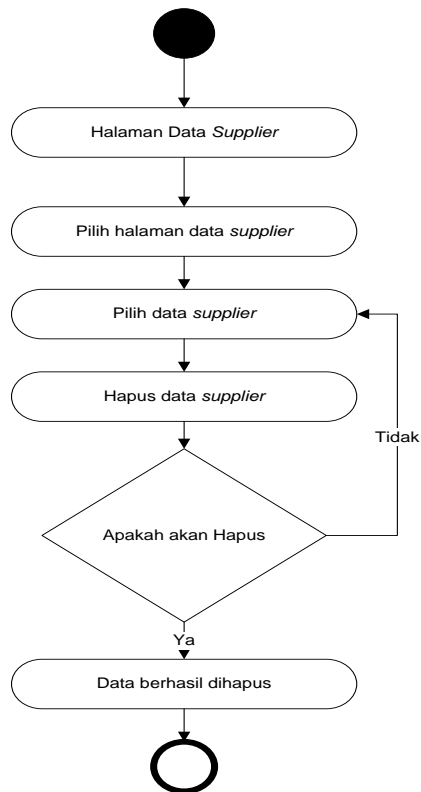 Halaman Data Supplier
Pilih halaman data supplier
Pilih data supplier
Hapus data supplier
Tidak
Apakah akan Hapus
Ya
Data berhasil dihapus